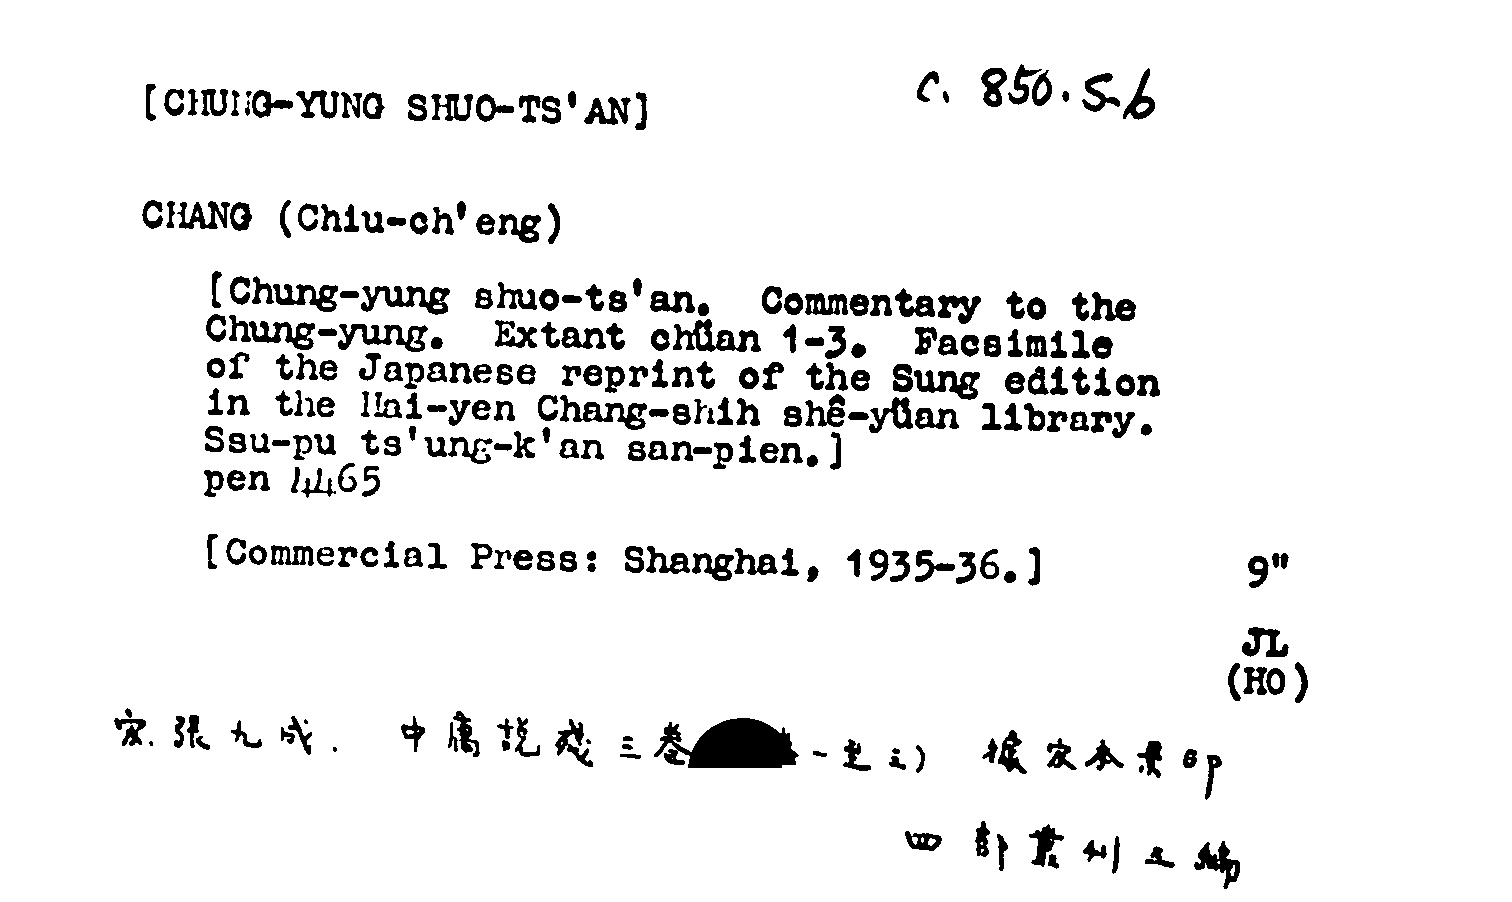 [CHUNG-YUNG SHUO-TS'AN] C. 850.S.b
CHANG (Chiu-ch'eng)
[Chung-yung shuo-ts'an. Commentary to the
Chung-yung. Extant chüan 1-3. Facsimile
of the Japanese reprint of the Sung edition
in the Hai-yen Chang-shih shê-yüan library.
Ssu-pu ts'ung-k'an san-pien.]
pen 4465
[Commercial Press: Shanghai, 1935-36.] 9"
JL
(HO)
宋. 張九成. 中庸說殘三卷 一至三) 據宋本景印
四部叢刊三編